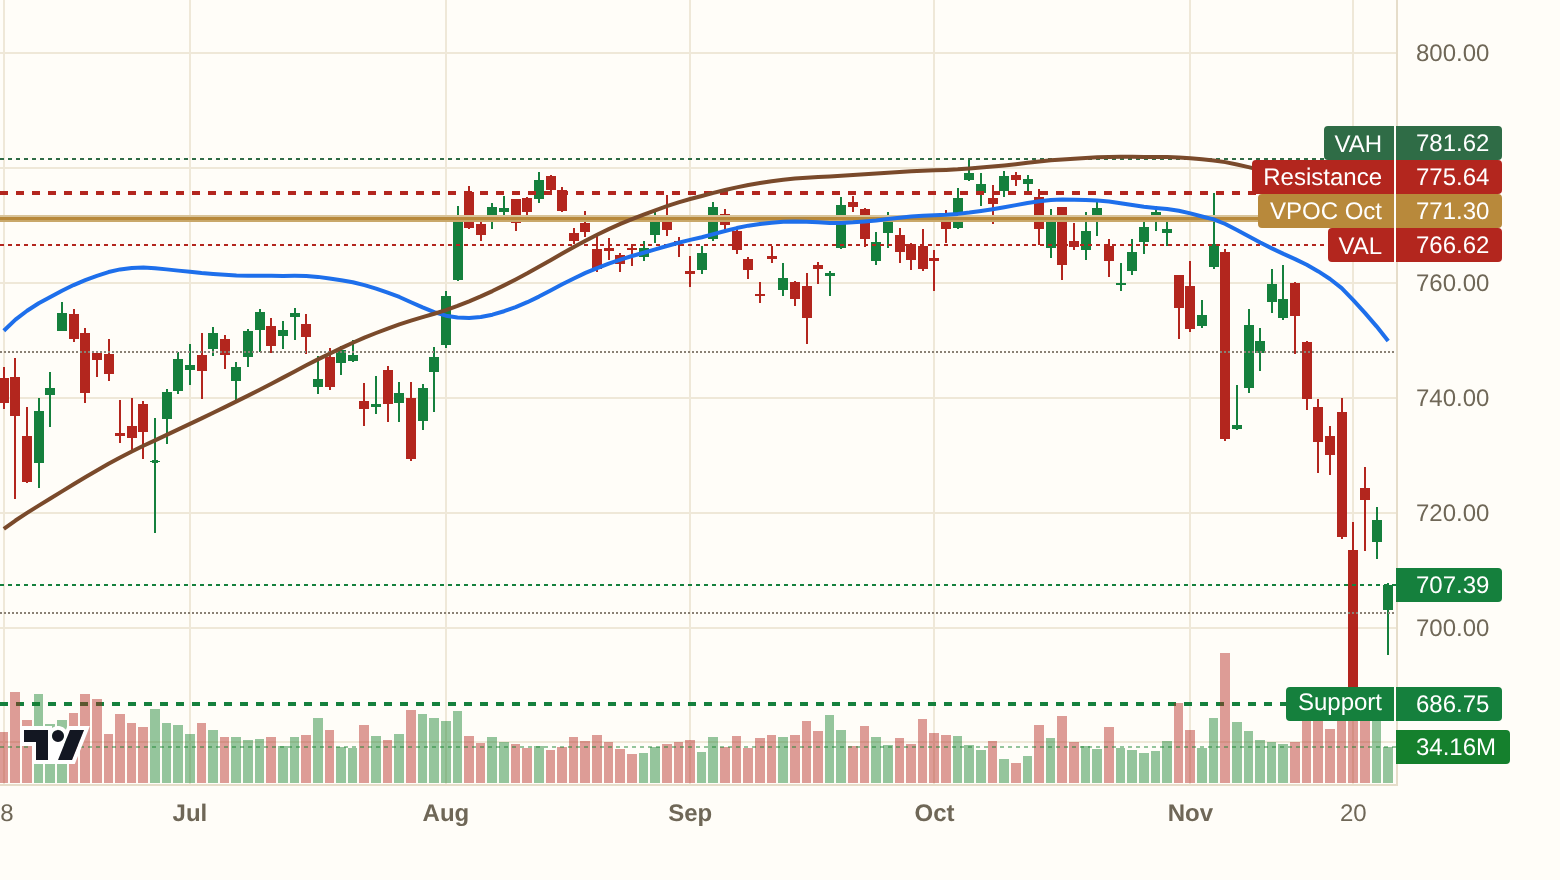 800.00
VAH 781.62
Resistance 775.64
VPOC Oct 771.30
VAL 766.62
760.00
740.00
720.00
707.39
700.00
Support 686.75
34.16M
8 Jul Aug Sep Oct Nov 20